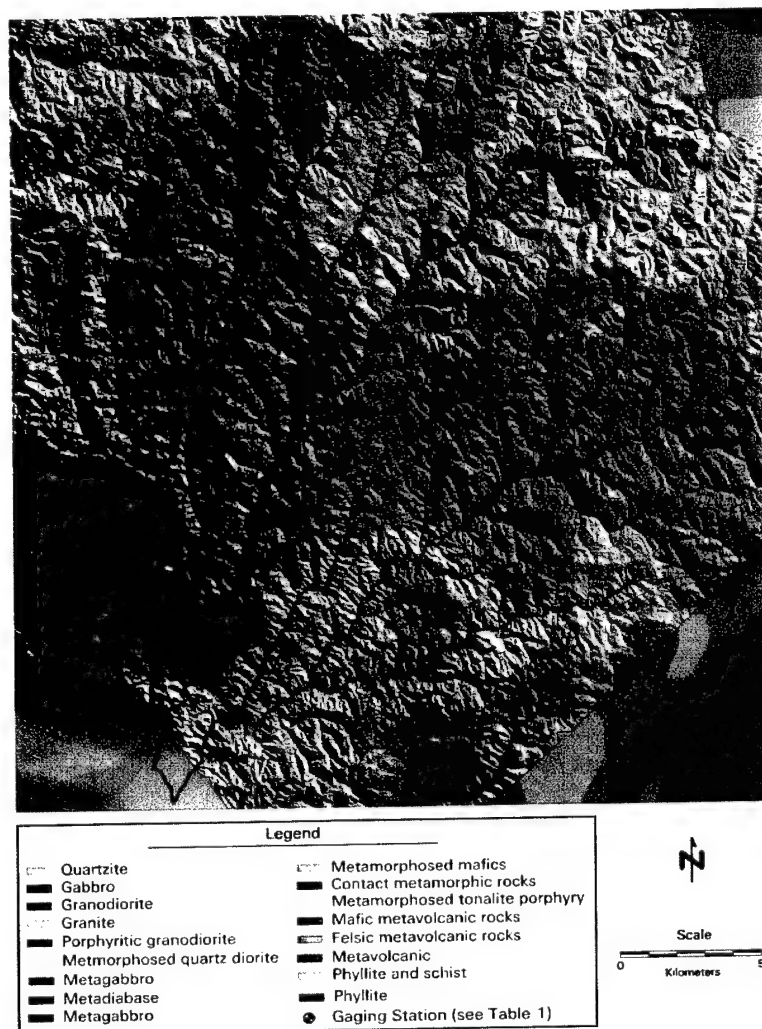 Legend
Quartzite
Gabbro
Granodiorite
Granite
Porphyritic granodiorite
Metmorphosed quartz diorite
Metagabbro
Metadiabase
Metagabbro
Metamorphosed mafics
Contact metamorphic rocks
Metamorphosed tonalite porphyry
Mafic metavolcanic rocks
Felsic metavolcanic rocks
Metavolcanic
Phyllite and schist
Phyllite
Gaging Station (see Table 1)
N
Scale
0 5
Kilometers